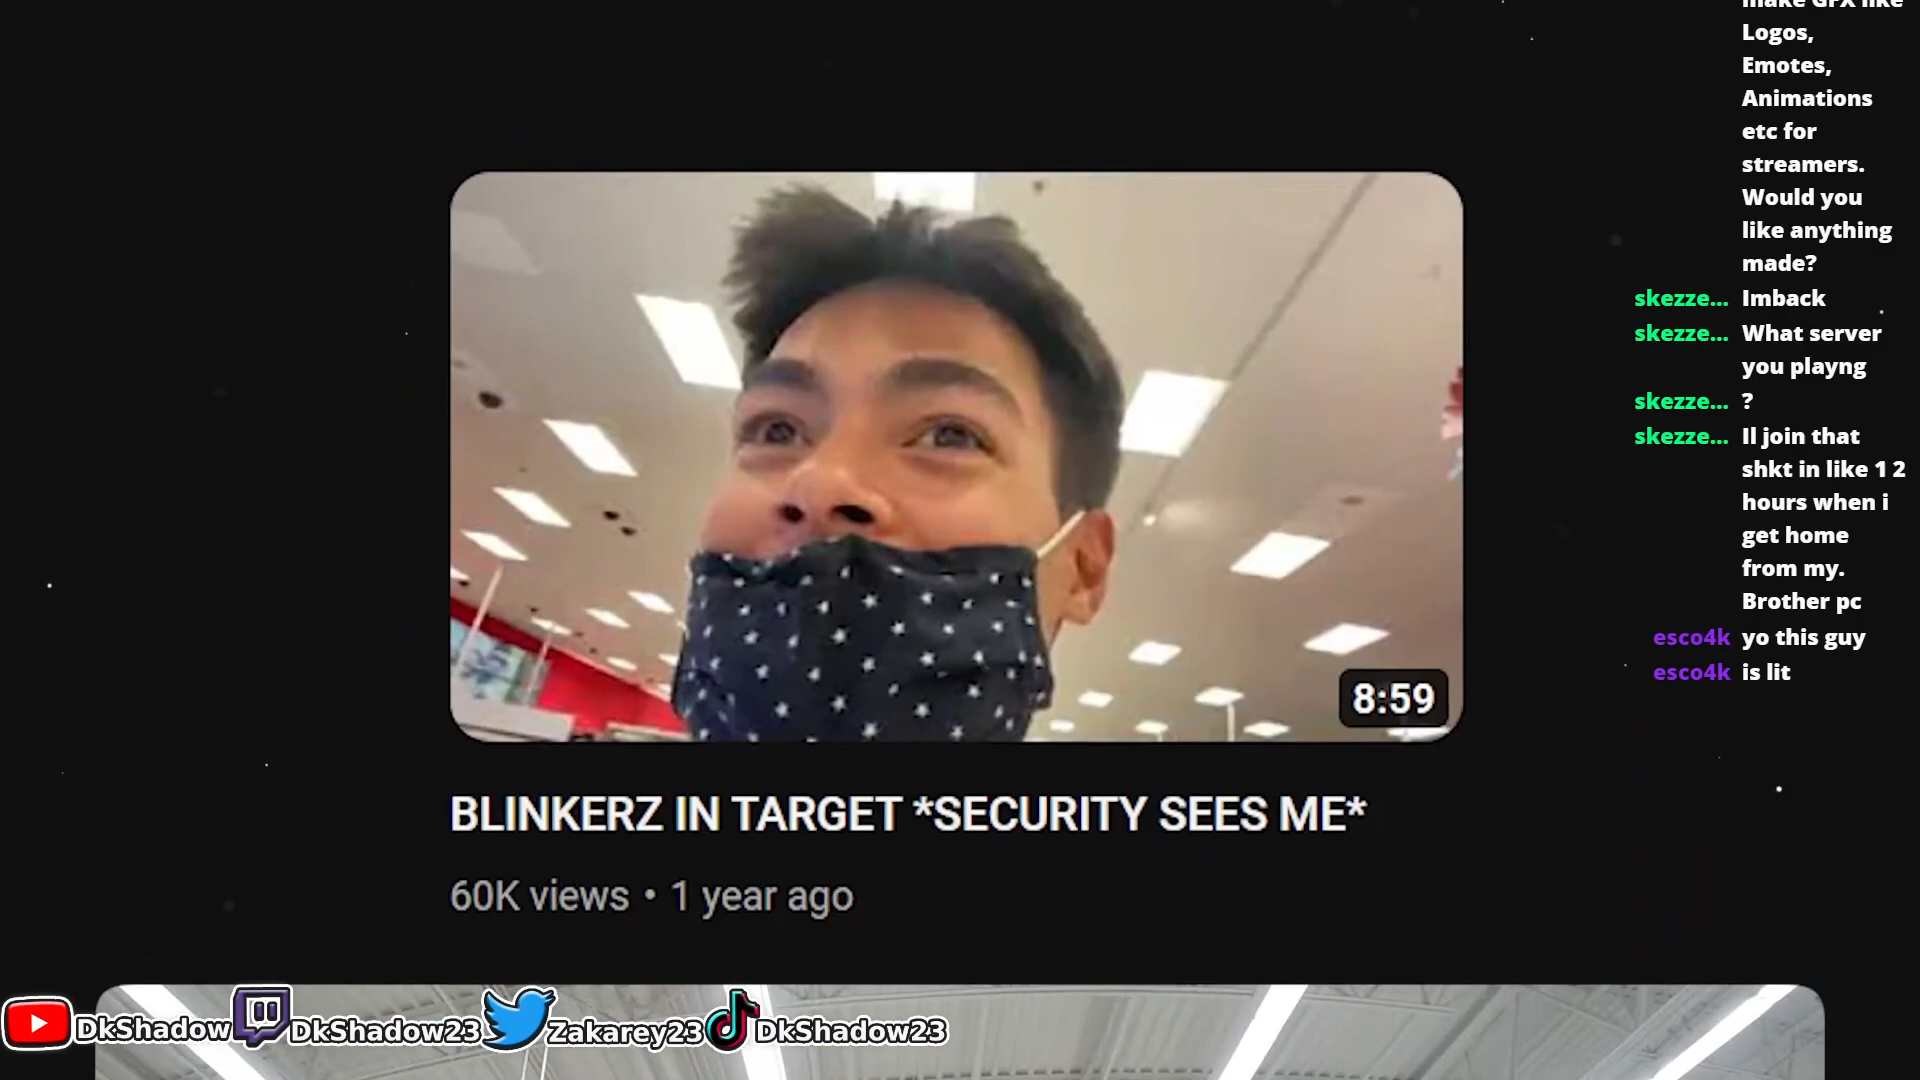 make GFX like
Logos,
Emotes,
Animations
etc for
streamers.
Would you
like anything
made?
skezze... Imback
skezze... What server
you playng
skezze... ?
skezze... Il join that
shkt in like 1 2
hours when i
get home
from my.
Brother pc
esco4k yo this guy
esco4k is lit
8:59
BLINKERZ IN TARGET *SECURITY SEES ME*
60K views • 1 year ago
DkShadow DkShadow23 Zakarey23 DkShadow23